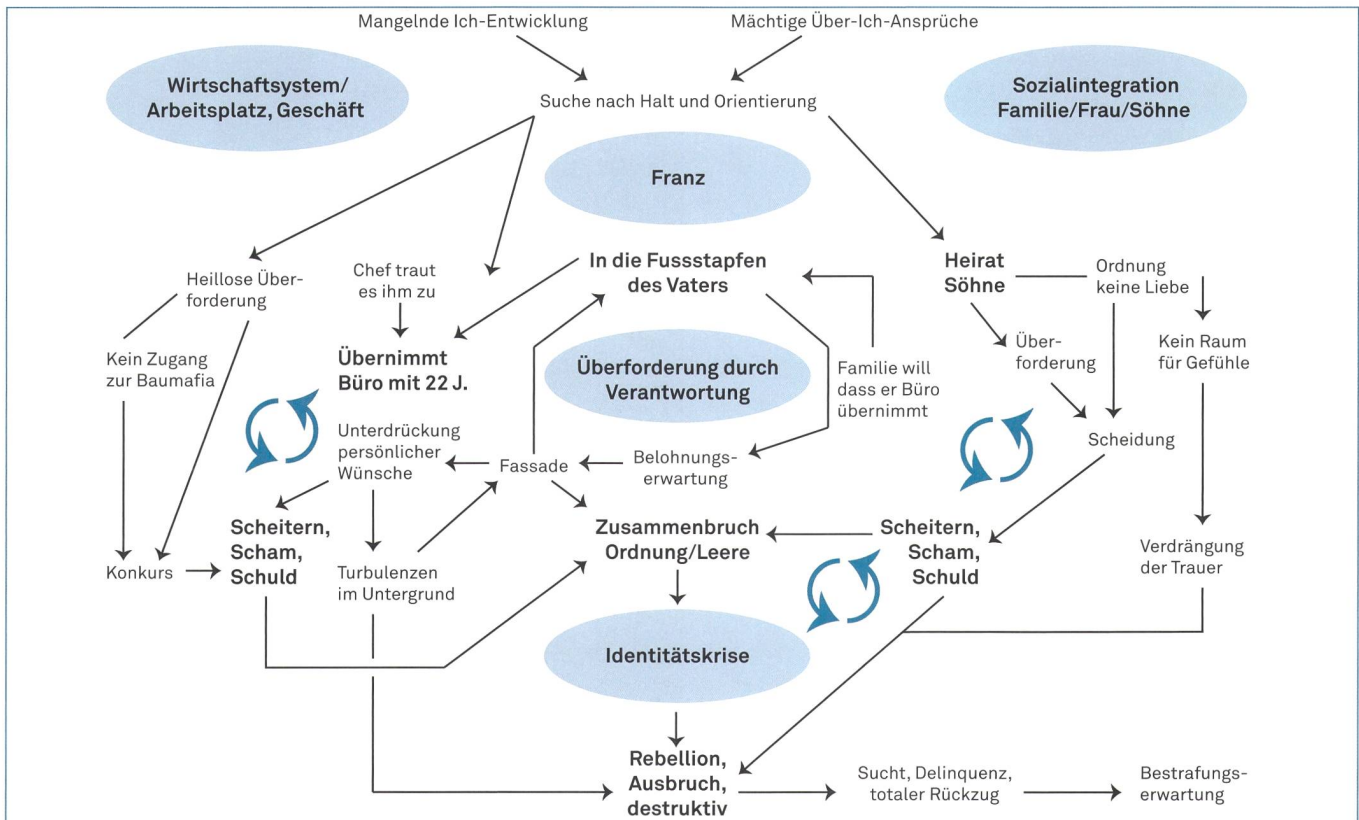 Mangelnde Ich-Entwicklung
Mächtige Über-Ich-Ansprüche
Wirtschaftsystem/
Arbeitsplatz, Geschäft
Suche nach Halt und Orientierung
Sozialintegration
Familie/Frau/Söhne
Franz
Heillose Über-
forderung
Chef traut
es ihm zu
In die Fussstapfen
des Vaters
Heirat
Söhne
Ordnung
keine Liebe
Kein Zugang
zur Baumafia
Übernimmt
Büro mit 22 J.
Überforderung durch
Verantwortung
Familie will
dass er Büro
übernimmt
Über-
forderung
Kein Raum
für Gefühle
Unterdrückung
persönlicher
Wünsche
Fassade
Belohnungs-
erwartung
Scheidung
Konkurs
Scheitern,
Scham,
Schuld
Turbulenzen
im Untergrund
Zusammenbruch
Ordnung/Leere
Scheitern,
Scham,
Schuld
Verdrängung
der Trauer
Identitätskrise
Rebellion,
Ausbruch,
destruktiv
Sucht, Delinquenz,
totaler Rückzug
Bestrafungs-
erwartung